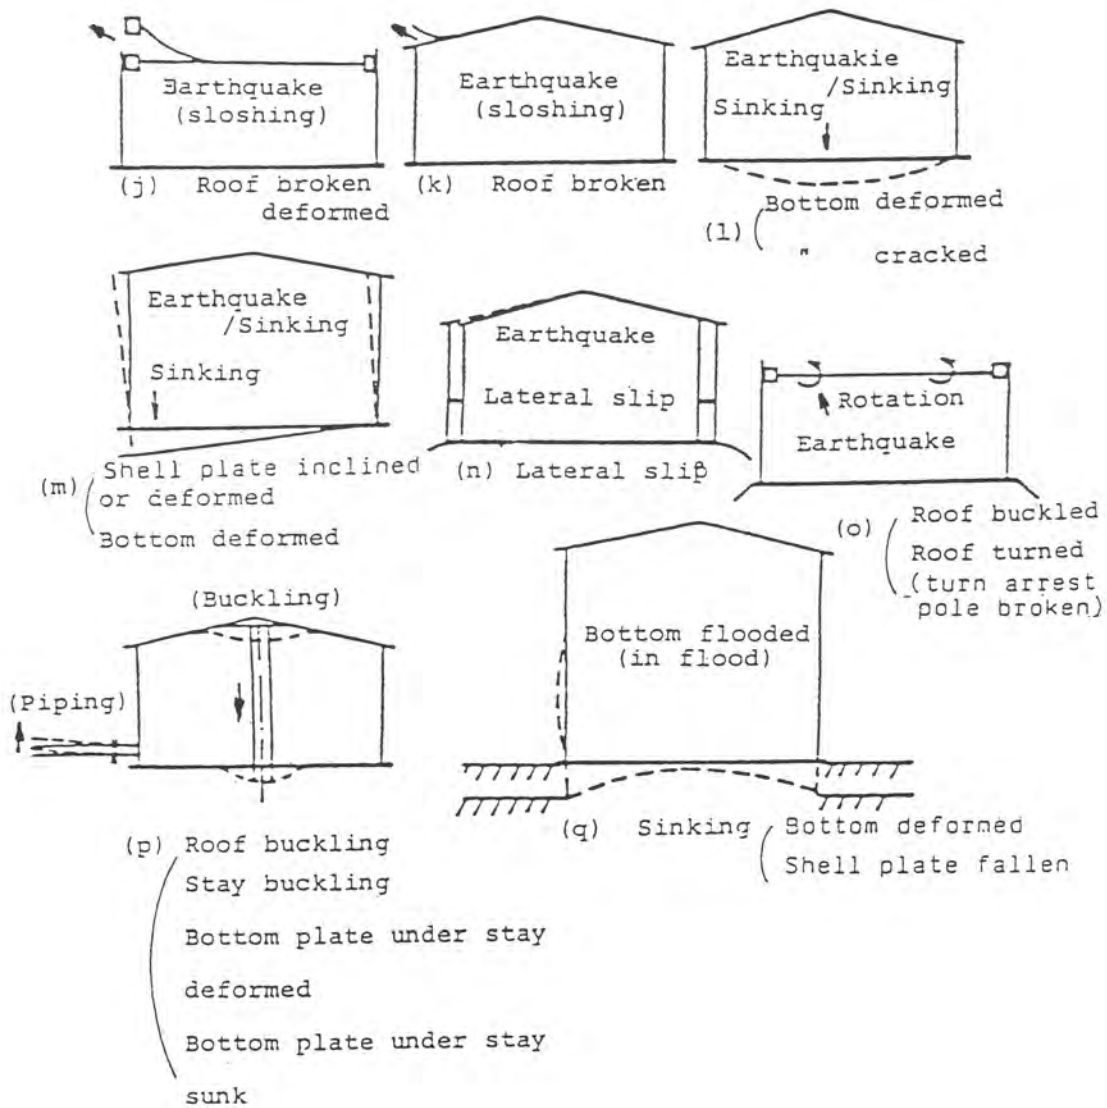 Earthquake
(sloshing)
(j) Roof broken
deformed
Earthquake
(sloshing)
(k) Roof broken
Earthquakie
/Sinking
Sinking
(l) Bottom deformed
" cracked
Earthquake
/Sinking
Sinking
(m) Shell plate inclined
or deformed
Bottom deformed
Earthquake
Lateral slip
(n) Lateral slip
Rotation
Earthquake
(o) Roof buckled
Roof turned
(turn arrest
pole broken)
(Buckling)
(Piping)
(p) Roof buckling
Stay buckling
Bottom plate under stay
deformed
Bottom plate under stay
sunk
Bottom flooded
(in flood)
(q) Sinking Bottom deformed
Shell plate fallen